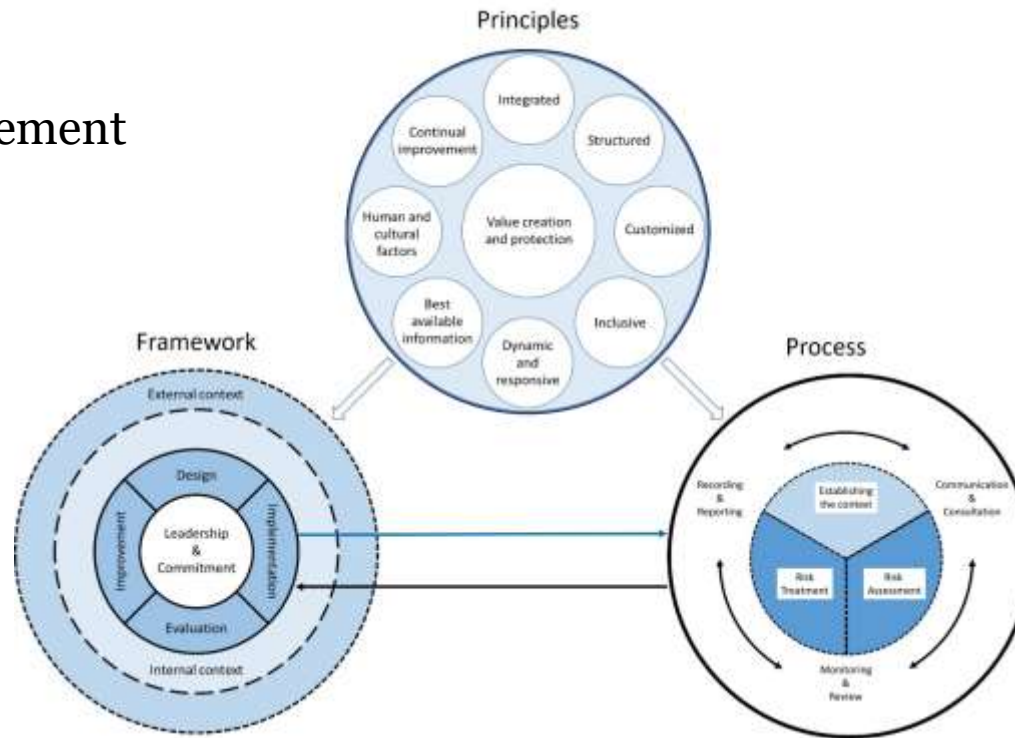 Principles
ement
Integrated
Structured
Customized
Inclusive
Dynamic
and
responsive
Best
available
information
Human and
cultural
factors
Continual
improvement
Value creation
and protection
Framework
External context
Design
Implementation
Evaluation
Improvement
Leadership
&
Commitment
Internal context
Process
Recording
&
Reporting
Establishing
the context
Communication
&
Consultation
Risk
Treatment
Risk
Assessment
Monitoring
&
Review